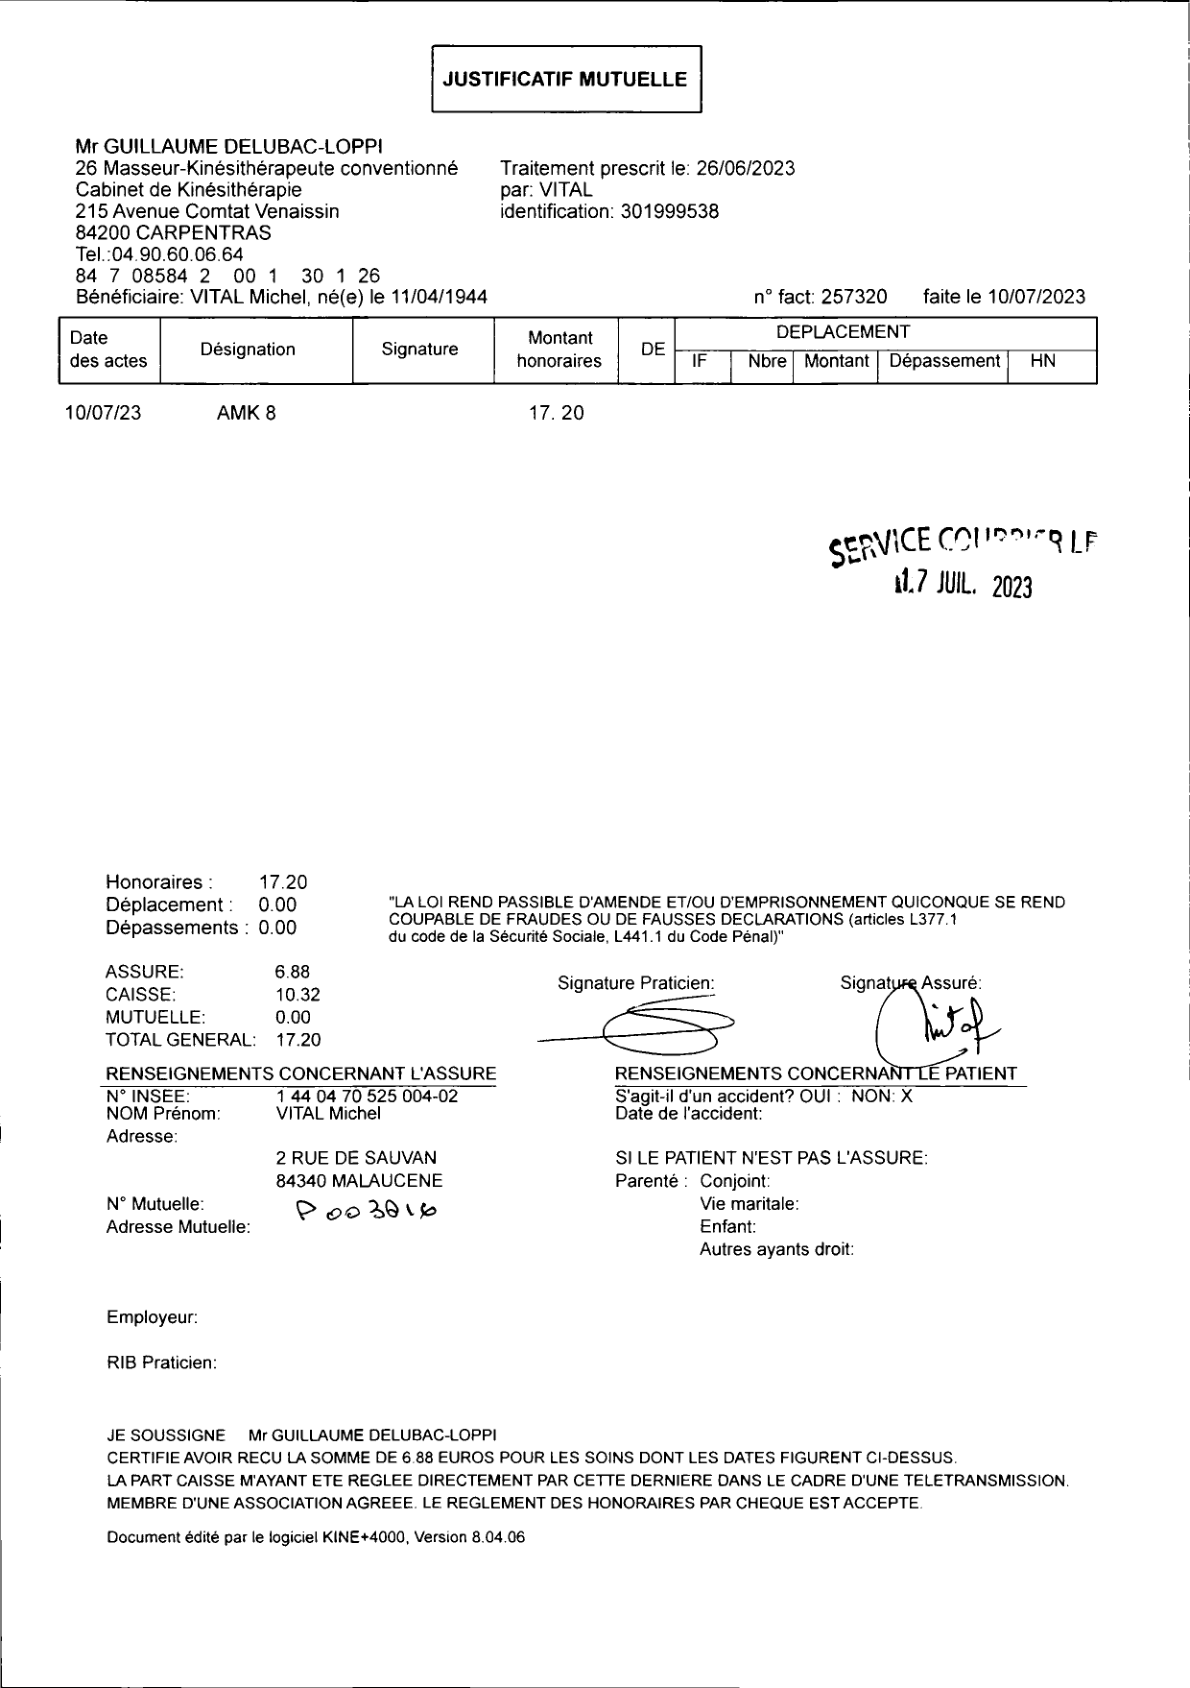 JUSTIFICATIF MUTUELLE
Mr GUILLAUME DELUBAC-LOPPI
26 Masseur-Kinésithérapeute conventionné
Cabinet de Kinésithérapie
215 Avenue Comtat Venaissin
84200 CARPENTRAS
Tel.:04.90.60.06.64
84 7 08584 2 00 1 30 1 26
Bénéficiaire: VITAL Michel, né(e) le 11/04/1944
Traitement prescrit le: 26/06/2023
par: VITAL
identification: 301999538
n° fact: 257320 faite le 10/07/2023
Date des actes Désignation Signature Montant honoraires DE DEPLACEMENT
IF Nbre Montant Dépassement HN
10/07/23 AMK 8 17. 20
SERVICE COURRIER LE
17 JUIL. 2023
Honoraires : 17.20
Déplacement : 0.00
Dépassements : 0.00
"LA LOI REND PASSIBLE D'AMENDE ET/OU D'EMPRISONNEMENT QUICONQUE SE REND
COUPABLE DE FRAUDES OU DE FAUSSES DECLARATIONS (articles L377.1
du code de la Sécurité Sociale, L441.1 du Code Pénal)"
ASSURE: 6.88
CAISSE: 10.32
MUTUELLE: 0.00
TOTAL GENERAL: 17.20
Signature Praticien:
Signature Assuré:
RENSEIGNEMENTS CONCERNANT L'ASSURE
N° INSEE: 1 44 04 70 525 004-02
NOM Prénom: VITAL Michel
Adresse:
2 RUE DE SAUVAN
84340 MALAUCENE
N° Mutuelle:
Adresse Mutuelle:
RENSEIGNEMENTS CONCERNANT LE PATIENT
S'agit-il d'un accident? OUI : NON: X
Date de l'accident:
SI LE PATIENT N'EST PAS L'ASSURE:
Parenté : Conjoint:
Vie maritale:
Enfant:
Autres ayants droit:
Employeur:
RIB Praticien:
JE SOUSSIGNE Mr GUILLAUME DELUBAC-LOPPI
CERTIFIE AVOIR RECU LA SOMME DE 6.88 EUROS POUR LES SOINS DONT LES DATES FIGURENT CI-DESSUS.
LA PART CAISSE M'AYANT ETE REGLEE DIRECTEMENT PAR CETTE DERNIERE DANS LE CADRE D'UNE TELETRANSMISSION.
MEMBRE D'UNE ASSOCIATION AGREEE. LE REGLEMENT DES HONORAIRES PAR CHEQUE EST ACCEPTE.
Document édité par le logiciel KINE+4000, Version 8.04.06